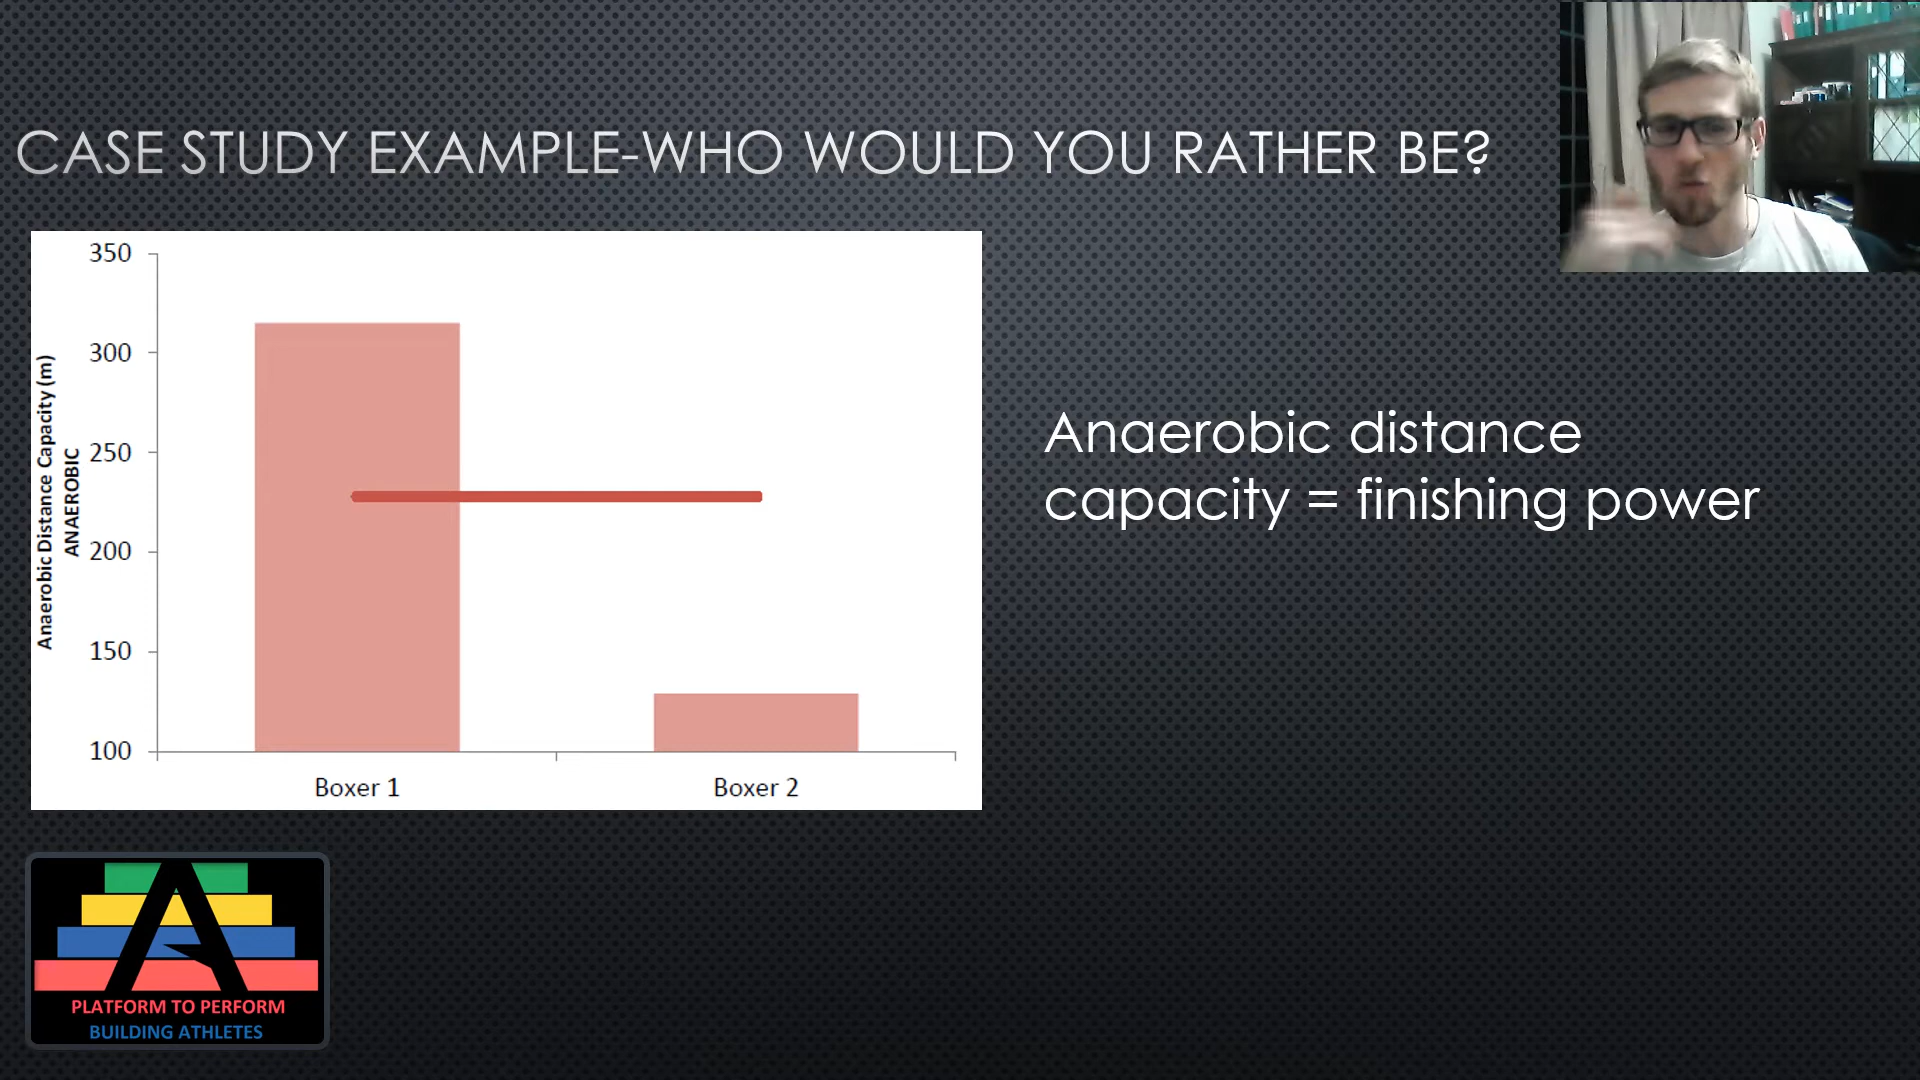 CASE STUDY EXAMPLE-WHO WOULD YOU RATHER BE?
350
300
250
200
150
100
Anaerobic Distance Capacity (m)
ANAEROBIC
Boxer 1
Boxer 2
Anaerobic distance
capacity = finishing power
PLATFORM TO PERFORM
BUILDING ATHLETES